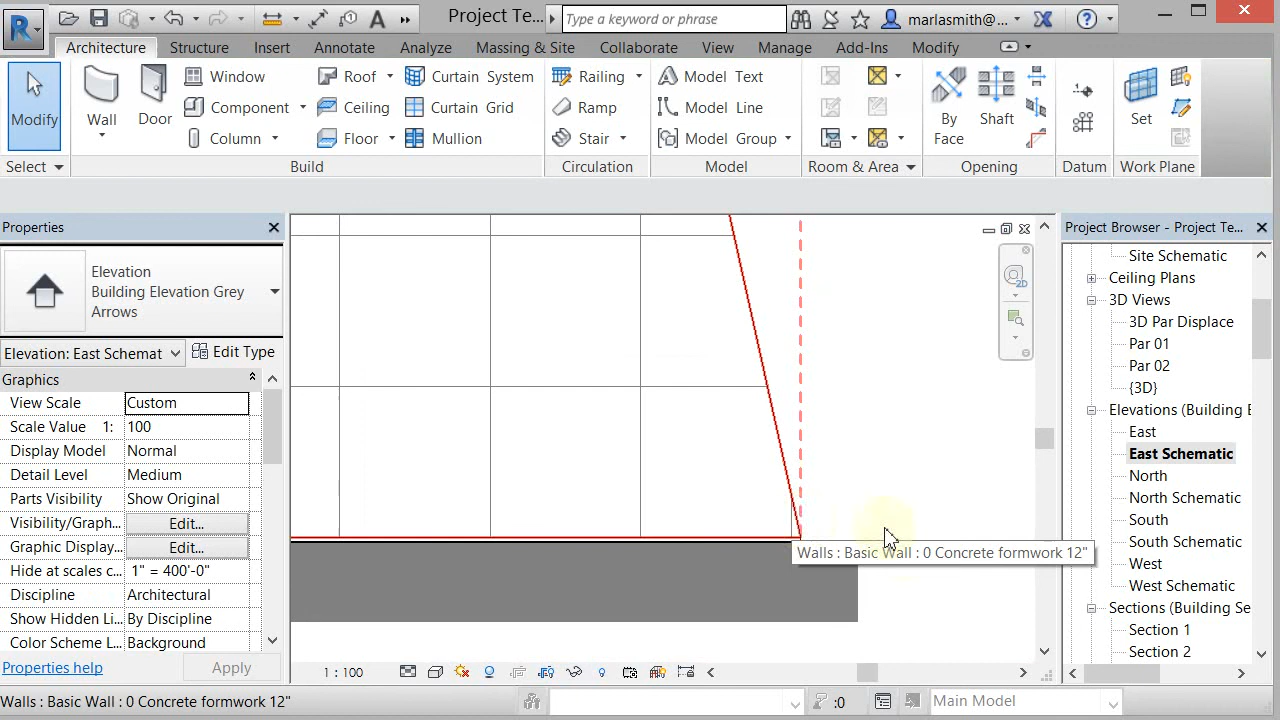 Project Te...
Type a keyword or phrase
marlasmith@...
Architecture Structure Insert Annotate Analyze Massing & Site Collaborate View Manage Add-Ins Modify
Modify
Wall
Door
Window
Component
Column
Roof
Ceiling
Floor
Curtain System
Curtain Grid
Mullion
Railing
Ramp
Stair
Model Text
Model Line
Model Group
By Face
Shaft
Set
Select Build Circulation Model Room & Area Opening Datum Work Plane
Properties
Elevation
Building Elevation Grey
Arrows
Elevation: East Schemat
Edit Type
Graphics
View Scale Custom
Scale Value 1: 100
Display Model Normal
Detail Level Medium
Parts Visibility Show Original
Visibility/Graph... Edit...
Graphic Display... Edit...
Hide at scales c... 1" = 400'-0"
Discipline Architectural
Show Hidden Li... By Discipline
Color Scheme L... Background
Properties help
Apply
2D
Walls : Basic Wall : 0 Concrete formwork 12"
1 : 100
Project Browser - Project Te...
Site Schematic
Ceiling Plans
3D Views
3D Par Displace
Par 01
Par 02
{3D}
Elevations (Building E
East
East Schematic
North
North Schematic
South
South Schematic
West
West Schematic
Sections (Building Se
Section 1
Section 2
Walls : Basic Wall : 0 Concrete formwork 12"
:0
Main Model